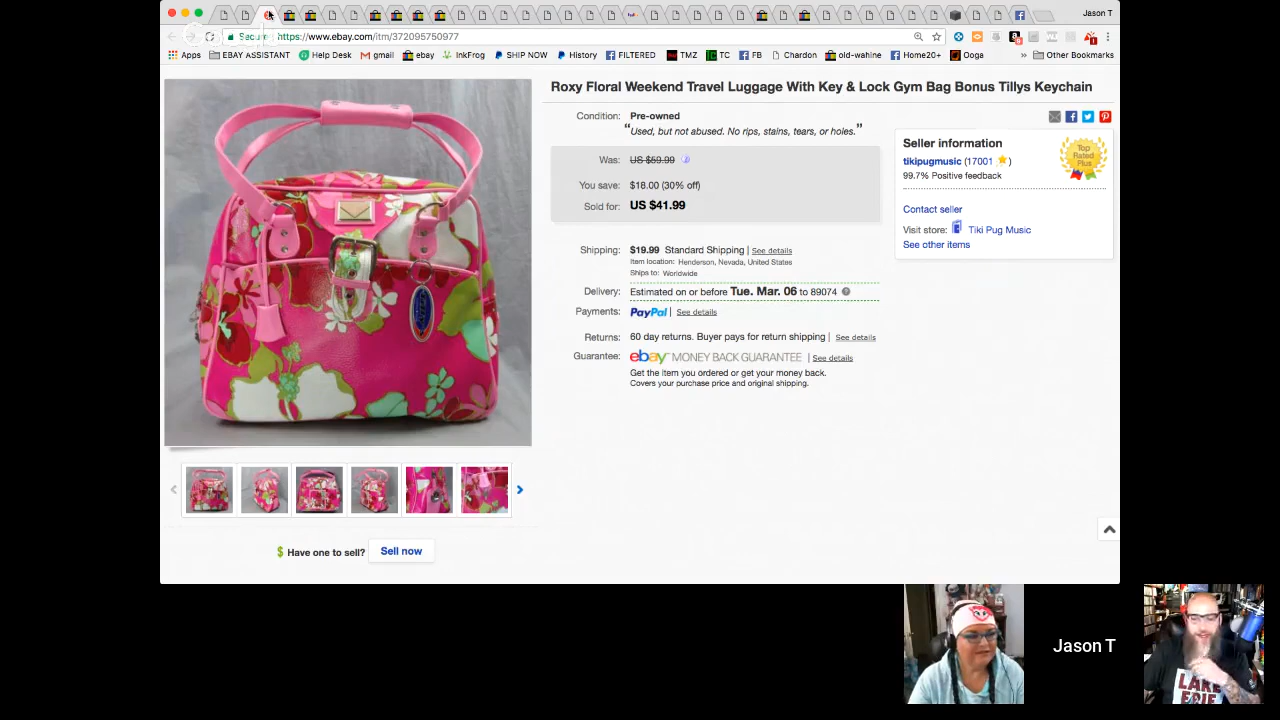 Jason T
Secure https://www.ebay.com/itm/372095750977
Apps EBAY ASSISTANT Help Desk gmail ebay InkFrog SHIP NOW History FILTERED TMZ TC FB Chardon old-wahine Home20+ Ooga » Other Bookmarks
Roxy Floral Weekend Travel Luggage With Key & Lock Gym Bag Bonus Tillys Keychain
Condition: Pre-owned
“Used, but not abused. No rips, stains, tears, or holes.”
Was: US $59.99
You save: $18.00 (30% off)
Sold for: US $41.99
Shipping: $19.99 Standard Shipping | See details
Item location: Henderson, Nevada, United States
Ships to: Worldwide
Delivery: Estimated on or before Tue. Mar. 06 to 89074
Payments: PayPal | See details
Returns: 60 day returns. Buyer pays for return shipping | See details
Guarantee: ebay MONEY BACK GUARANTEE | See details
Get the item you ordered or get your money back.
Covers your purchase price and original shipping.
Seller information
tikipugmusic (17001)
99.7% Positive feedback
Top
Rated
Plus
Contact seller
Visit store: Tiki Pug Music
See other items
$ Have one to sell? Sell now
Jason T
LAKE
ERIE